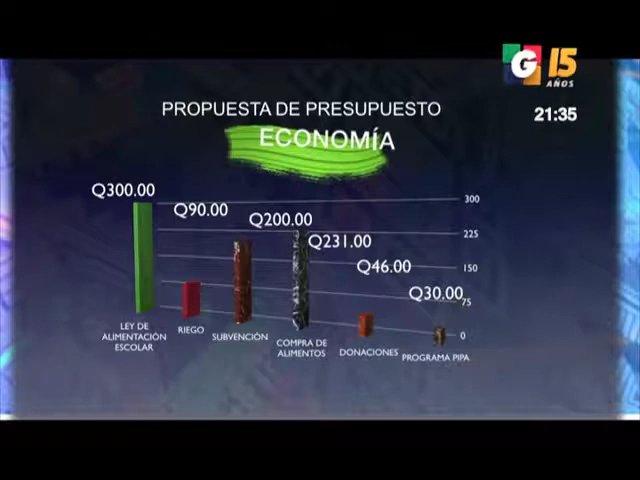 G 15
AÑOS
21:35
PROPUESTA DE PRESUPUESTO
ECONOMÍA
Q300.00
Q90.00
Q200.00
Q231.00
Q46.00
Q30.00
300
225
150
75
0
LEY DE
ALIMENTACIÓN
ESCOLAR
RIEGO
SUBVENCIÓN
COMPRA DE
ALIMENTOS
DONACIONES
PROGRAMA PIPA